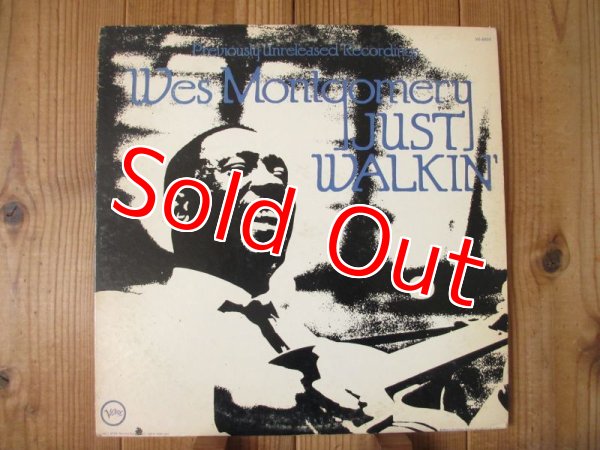 Previously Unreleased Recordings
Wes Montgomery
[JUST]
WALKIN'
Sold Out
Verve